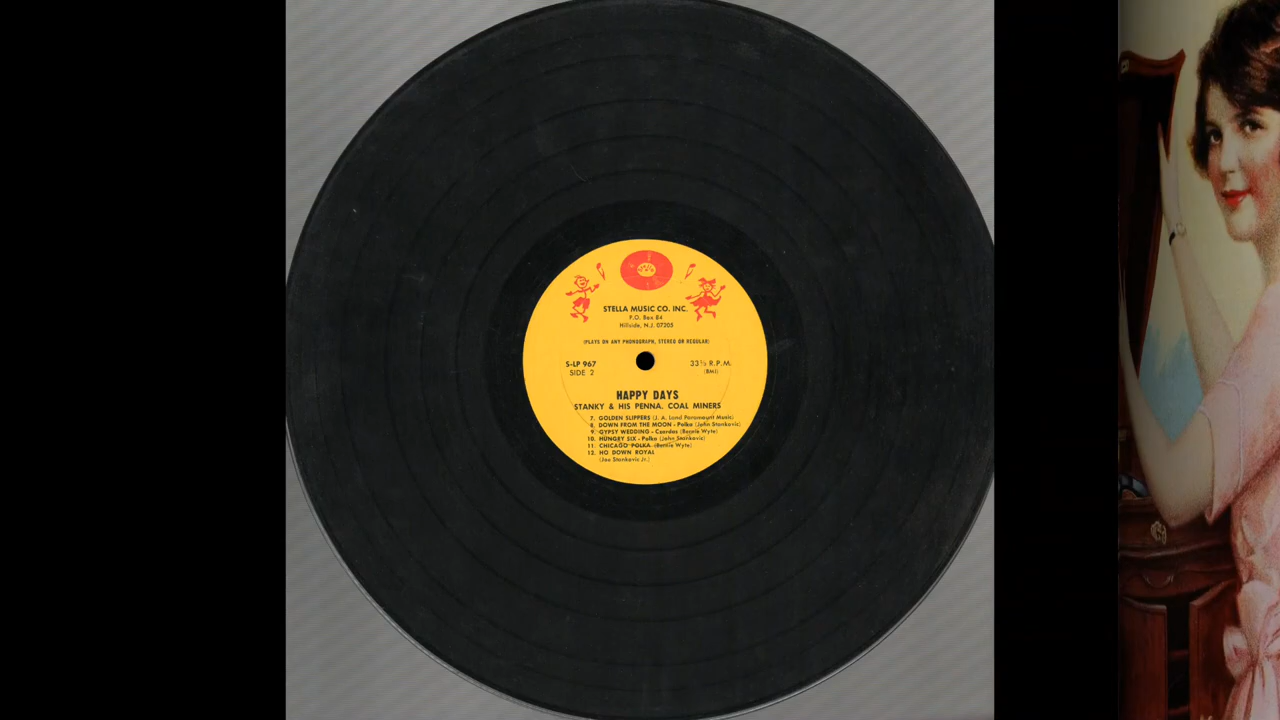 STELLA MUSIC CO. INC.
P.O. Box 84
Hillside, N.J. 07205
(PLAYS ON ANY PHONOGRAPH, STEREO OR REGULAR)
S-LP 967 33⅓ R.P.M.
SIDE 2 (BMI)
HAPPY DAYS
STANKY & HIS PENNA. COAL MINERS
7. GOLDEN SLIPPERS (J. A. Land Paramount Music)
8. DOWN FROM THE MOON - Polka (John Stankovic)
9. GYPSY WEDDING - Czardas (Bernie Wyte)
10. HUNGRY SIX - Polka (John Stankovic)
11. CHICAGO POLKA (Bernie Wyte)
12. HO DOWN ROYAL
(Joe Stankovic Jr.)